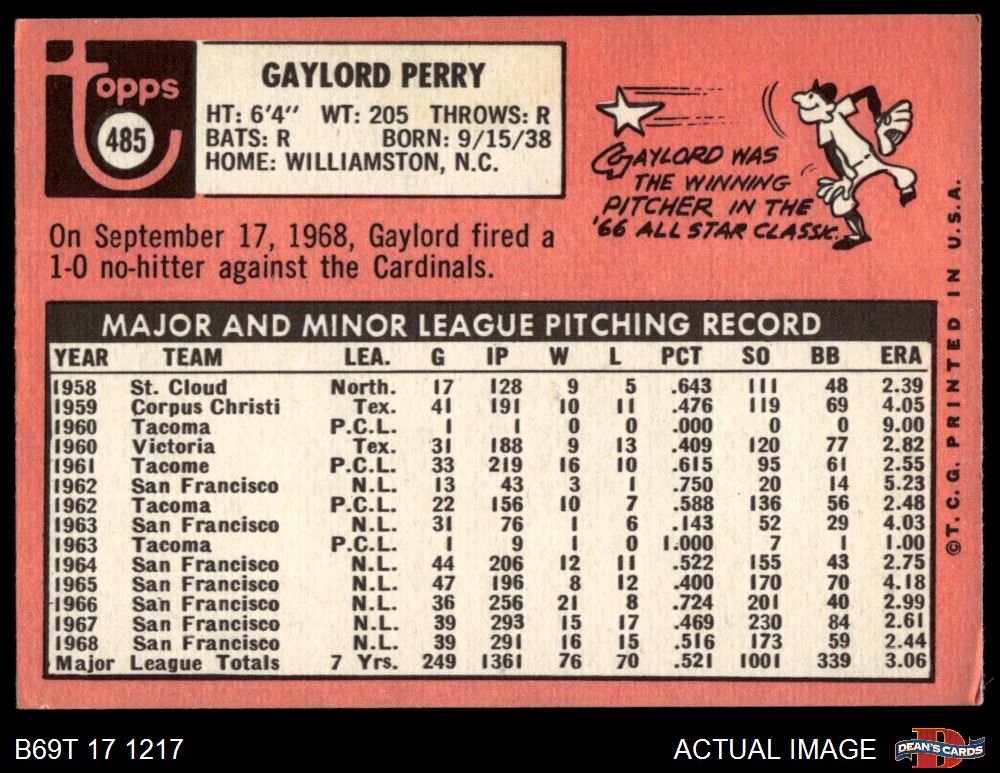 Topps
485
GAYLORD PERRY
HT: 6'4" WT: 205 THROWS: R
BATS: R BORN: 9/15/38
HOME: WILLIAMSTON, N.C.
GAYLORD WAS
THE WINNING
PITCHER IN THE
'66 ALL STAR CLASSIC.
On September 17, 1968, Gaylord fired a
1-0 no-hitter against the Cardinals.
MAJOR AND MINOR LEAGUE PITCHING RECORD
YEAR TEAM LEA. G IP W L PCT SO BB ERA
1958 St. Cloud North. 17 128 9 5 .643 111 48 2.39
1959 Corpus Christi Tex. 41 191 10 11 .476 119 69 4.05
1960 Tacoma P.C.L. 1 1 0 0 .000 0 0 9.00
1960 Victoria Tex. 31 188 9 13 .409 120 77 2.82
1961 Tacome P.C.L. 33 219 16 10 .615 95 61 2.55
1962 San Francisco N.L. 13 43 3 1 .750 20 14 5.23
1962 Tacoma P.C.L. 22 156 10 7 .588 136 56 2.48
1963 San Francisco N.L. 31 76 1 6 .143 52 29 4.03
1963 Tacoma P.C.L. 1 9 1 0 1.000 7 1 1.00
1964 San Francisco N.L. 44 206 12 11 .522 155 43 2.75
1965 San Francisco N.L. 47 196 8 12 .400 170 70 4.18
1966 San Francisco N.L. 36 256 21 8 .724 201 40 2.99
1967 San Francisco N.L. 39 293 15 17 .469 230 84 2.61
1968 San Francisco N.L. 39 291 16 15 .516 173 59 2.44
Major League Totals 7 Yrs. 249 1361 76 70 .521 1001 339 3.06
©T.C.G. PRINTED IN U.S.A.
B69T 17 1217
ACTUAL IMAGE
DEAN'S CARDS